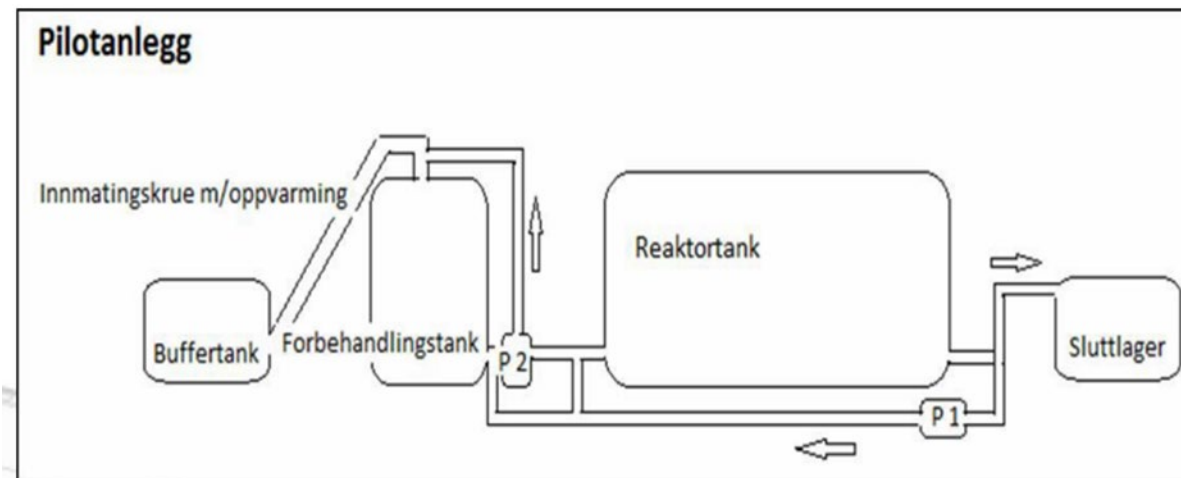 Pilotanlegg
Innmatingskrue m/oppvarming
Reaktortank
Buffertank
Forbehandlingstank
P 2
Sluttlager
P 1